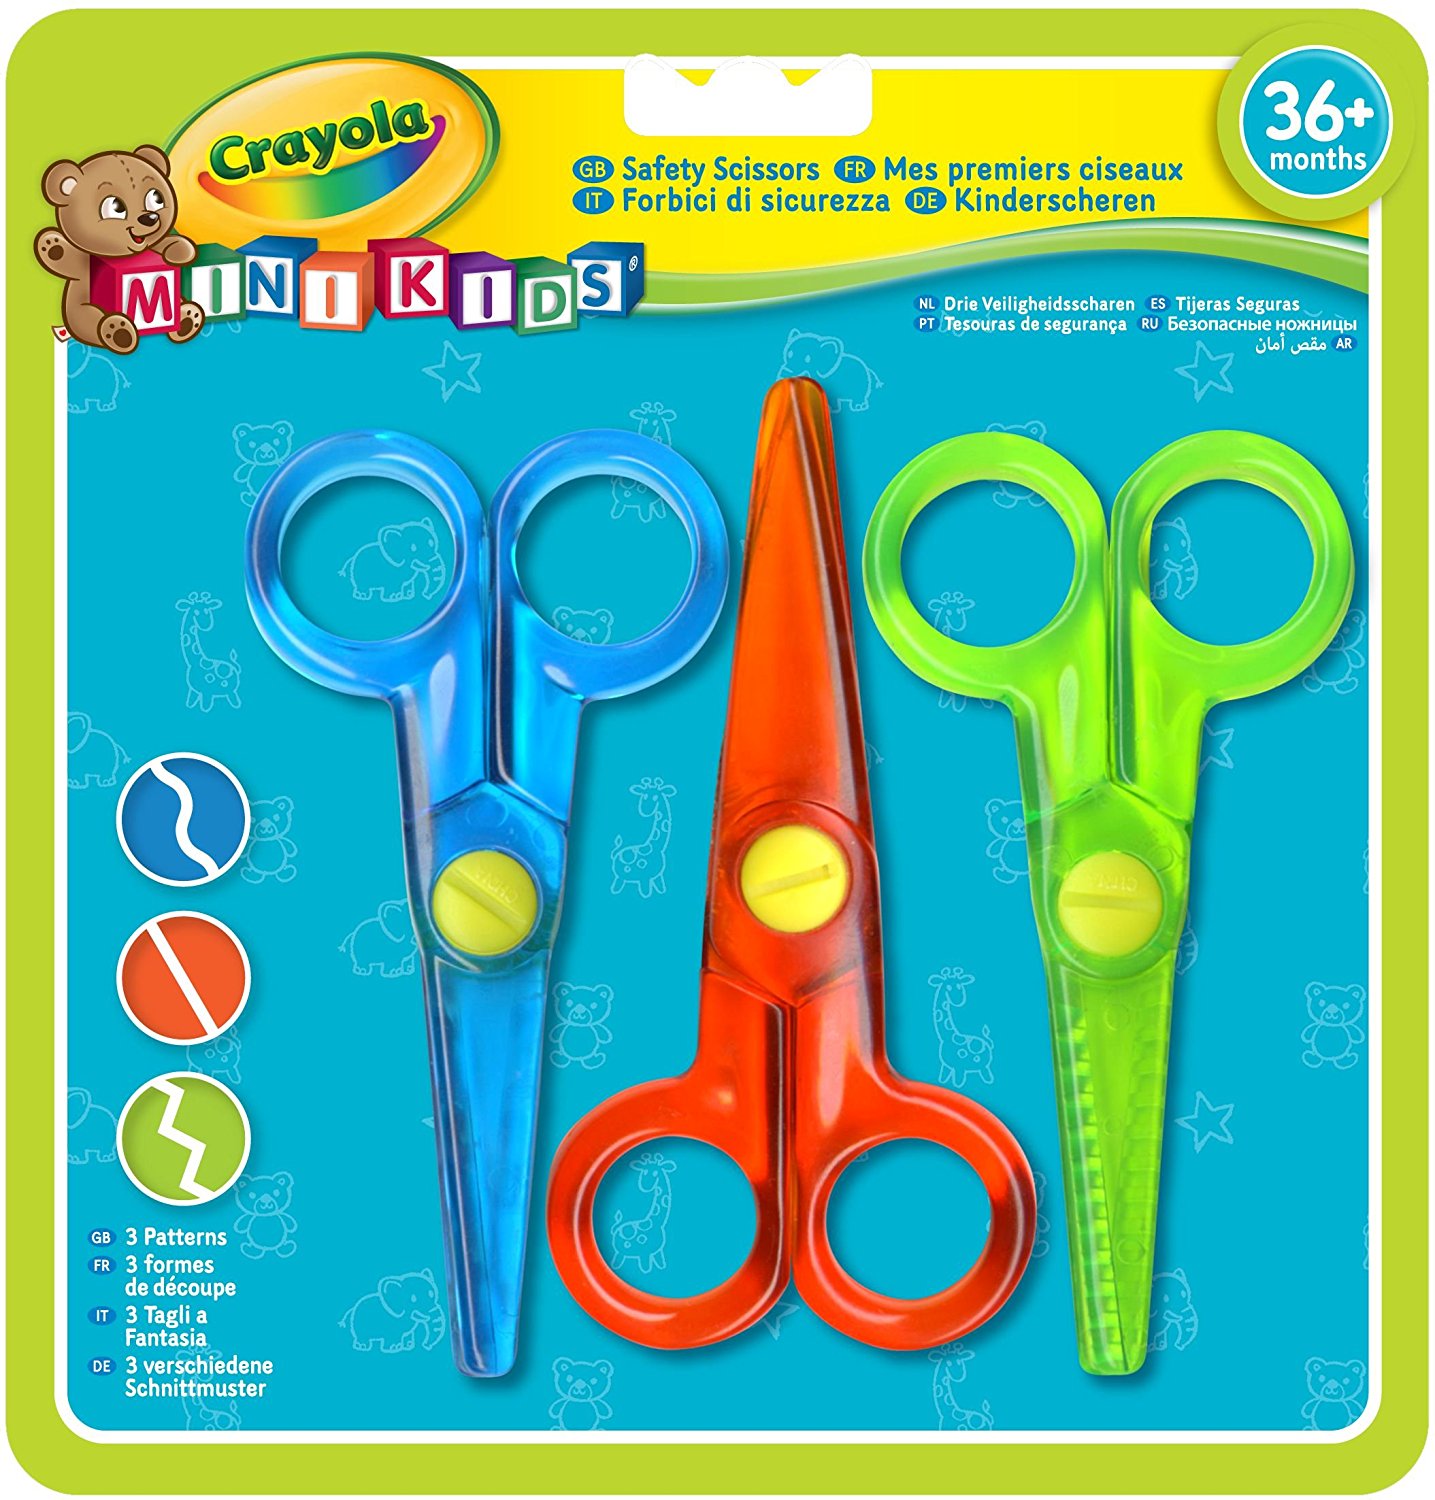 Crayola
MINI KIDS®
36+
months
GB Safety Scissors FR Mes premiers ciseaux
IT Forbici di sicurezza DE Kinderscheren
NL Drie Veiligheidsscharen ES Tijeras Seguras
PT Tesouras de segurança RU Безопасные ножницы
مقص أمان AR
GB 3 Patterns
FR 3 formes
de découpe
IT 3 Tagli a
Fantasia
DE 3 verschiedene
Schnittmuster